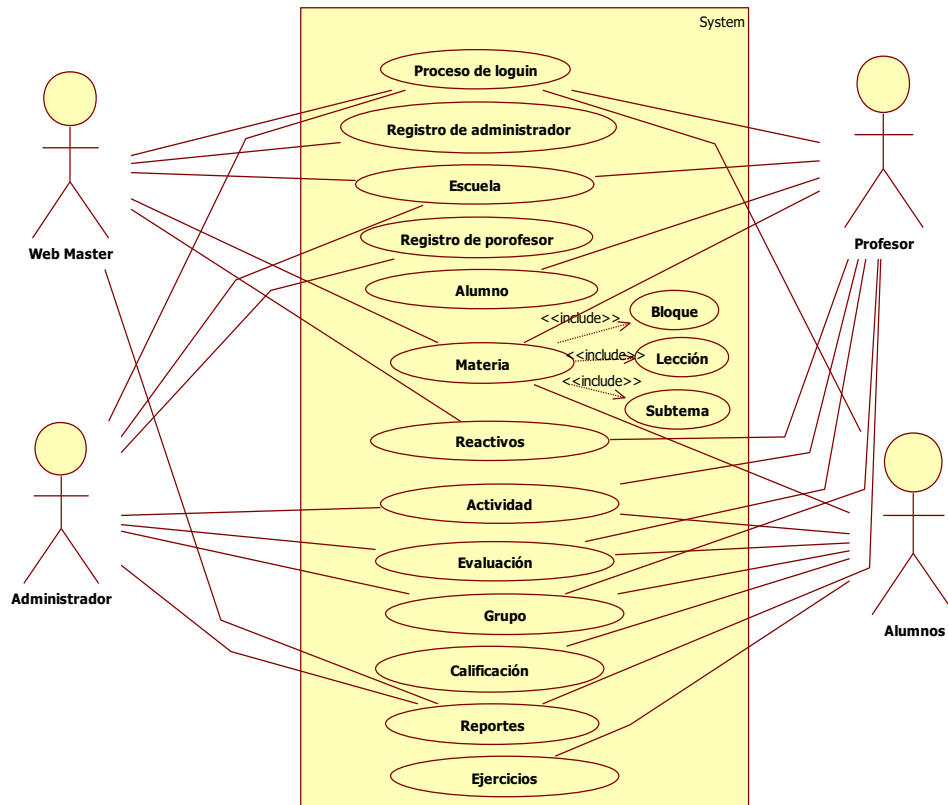 System
Proceso de loguin
Registro de administrador
Escuela
Web Master
Profesor
Registro de porofesor
Alumno
<<include>>
Bloque
Materia
<<include>>
Lección
<<include>>
Subtema
Reactivos
Actividad
Evaluación
Administrador
Grupo
Alumnos
Calificación
Reportes
Ejercicios